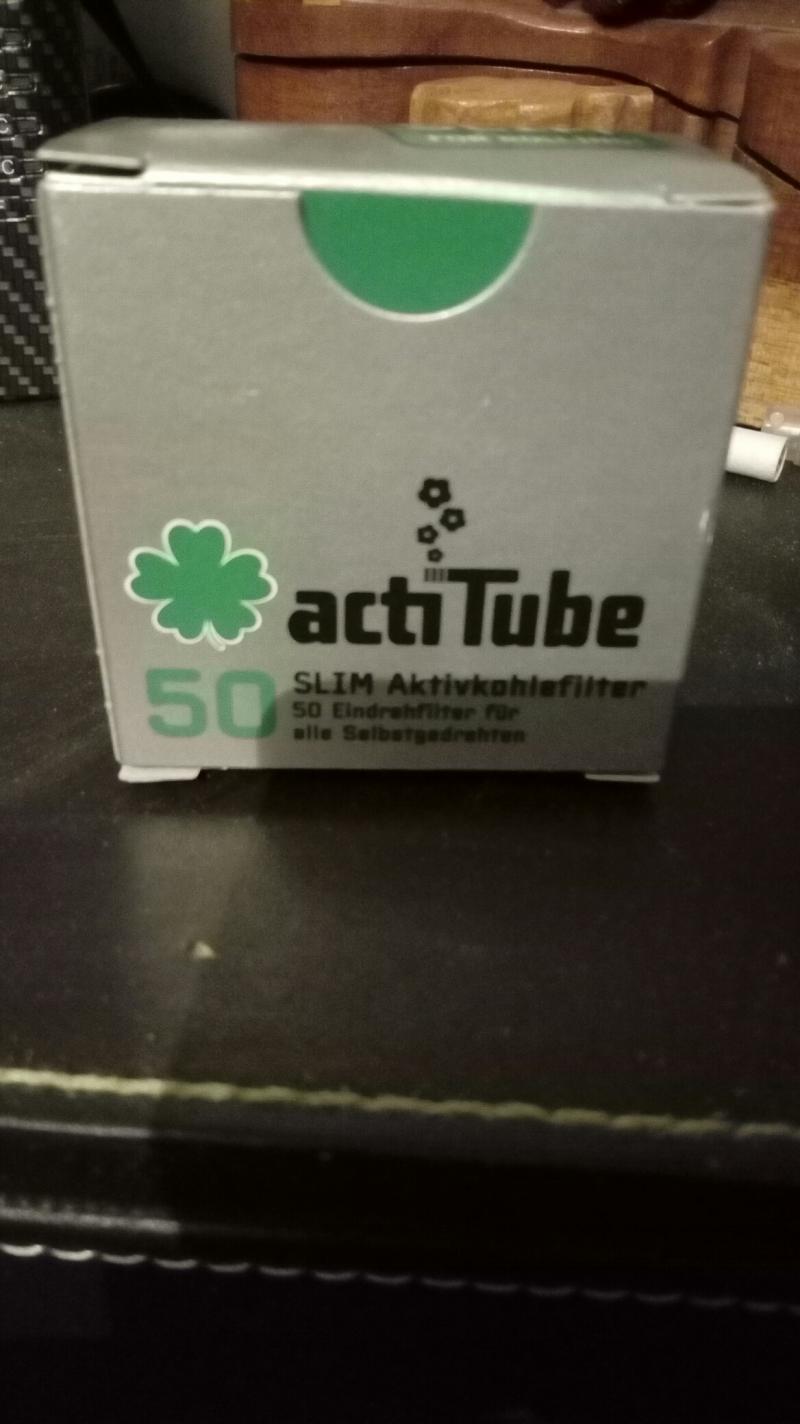 actiTube
50
SLIM Aktivkohlefilter
50 Eindrehfilter für
alle Selbstgedrehten